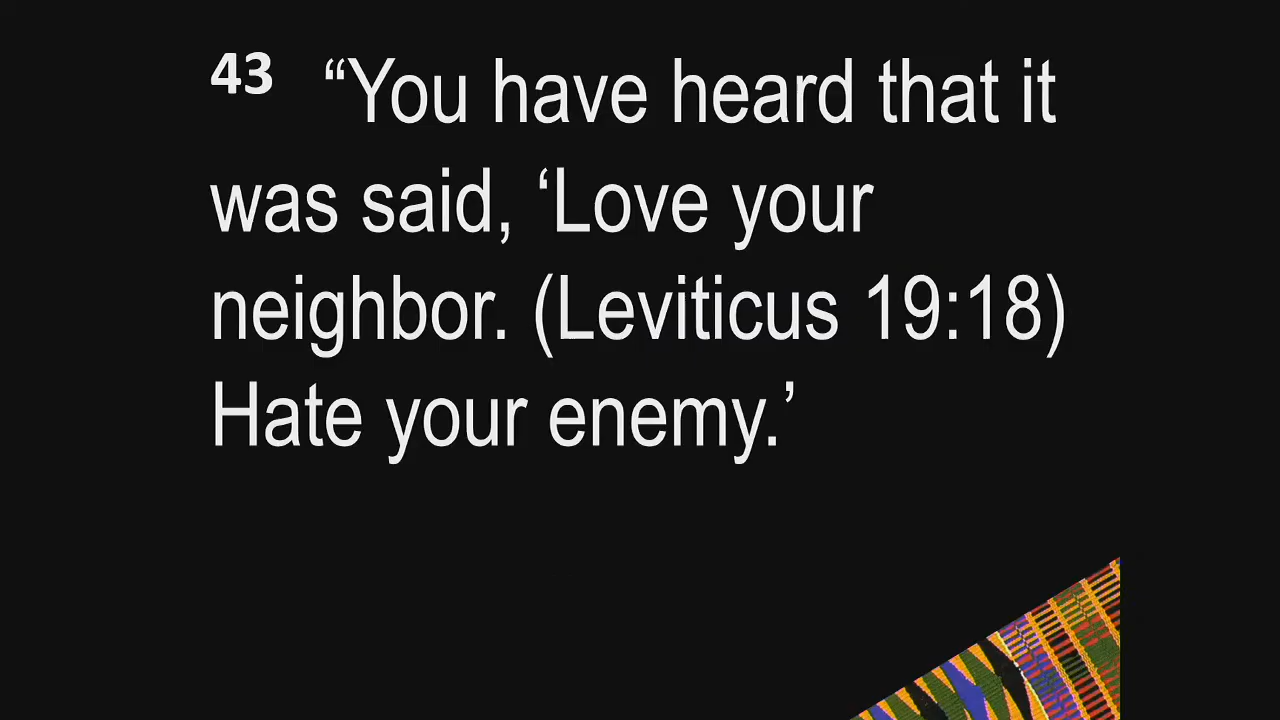 43 “You have heard that it
was said, ‘Love your
neighbor. (Leviticus 19:18)
Hate your enemy.’